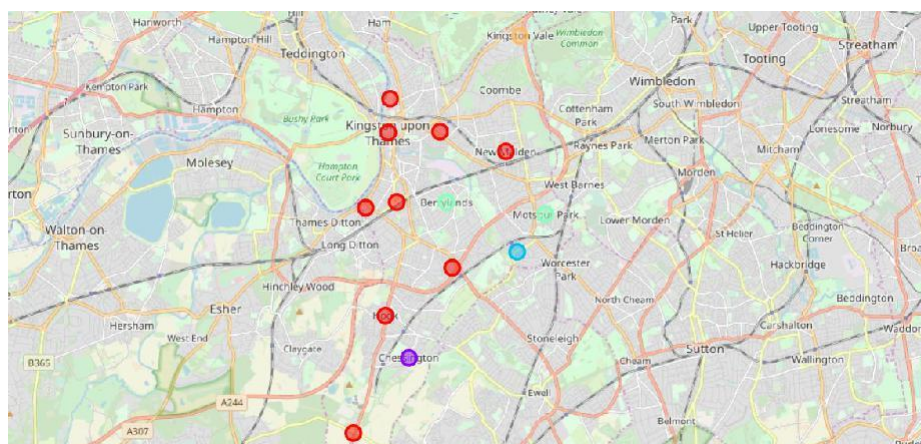 Hanworth
Hampton Hill
Ham
Teddington
Kingston Vale
Wimbledon
Common
Park
Upper Tooting
Streatham
Tooting
Wimbledon
Kempton Park
Hampton
Bushy Park
Coombe
Cottenham
Park
South Wimbledon
Streatham
Lonesome
Norbury
Sunbury-on-
Thames
Kingston upon
Thames
Merton Park
Mitcham
Molesey
Hampton
Court Park
Raynes Park
Morden
West Barnes
Walton-on-
Thames
Thames Ditton
Motspur Park
Lower Morden
Beddington
Corner
St Helier
Long Ditton
Worcester
Park
Hackbridge
Hinchley Wood
Esher
North Cheam
Beddington
Hersham
West End
Claygate
Stoneleigh
Carshalton
B365
Chessington
Cheam
Sutton
Wallington
Ewell
A244
A307
Belmont